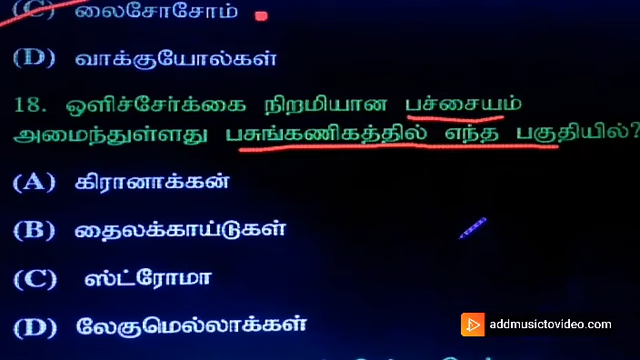 (C) லைசோசோம்
(D) வாக்குயோல்கள்
18. ஒளிச்சேர்க்கை நிறமியான பச்சையம்
அமைந்துள்ளது பசுங்கணிகத்தில் எந்த பகுதியில்?
(A) கிரானாக்கன்
(B) தைலக்காய்டுகள்
(C) ஸ்ட்ரோமா
(D) லேகுமெல்லாக்கள்
addmusictovideo.com